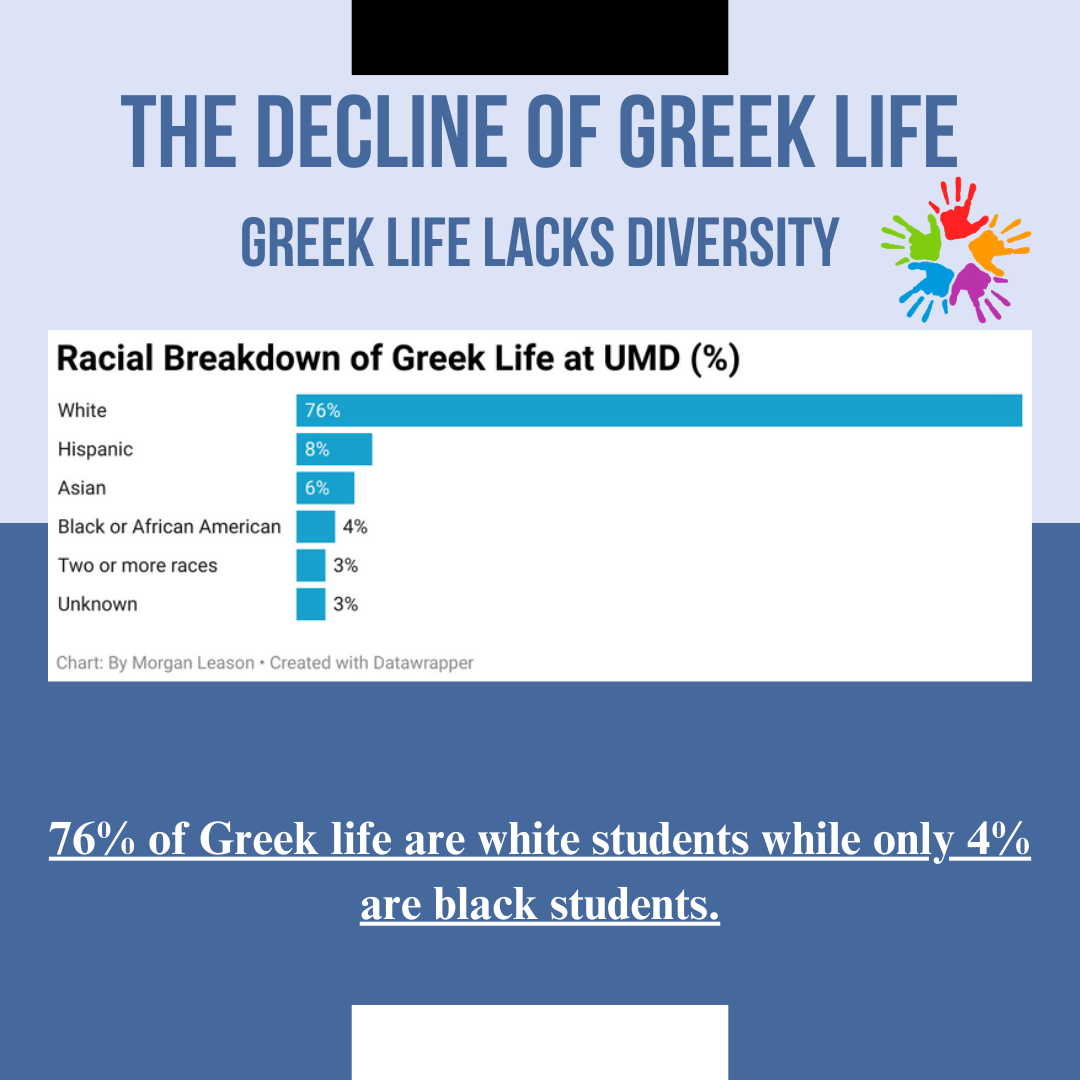 THE DECLINE OF GREEK LIFE
GREEK LIFE LACKS DIVERSITY
Racial Breakdown of Greek Life at UMD (%)
White 76%
Hispanic 8%
Asian 6%
Black or African American 4%
Two or more races 3%
Unknown 3%
Chart: By Morgan Leason • Created with Datawrapper
76% of Greek life are white students while only 4%
are black students.